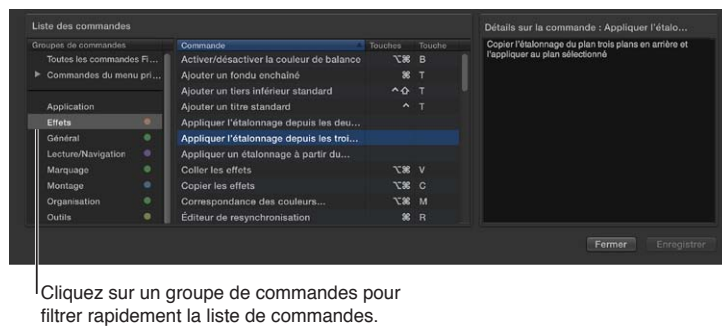 Liste des commandes
Détails sur la commande : Appliquer l'étalo...
Groupes de commandes
Commande Touches Touche
Toutes les commandes Fi...
Commandes du menu pri...
Application
Effets
Général
Lecture/Navigation
Marquage
Montage
Organisation
Outils
Activer/désactiver la couleur de balance ⌥⌘ B
Ajouter un fondu enchaîné ⌘ T
Ajouter un tiers inférieur standard ⌃⇧ T
Ajouter un titre standard ⌃ T
Appliquer l'étalonnage depuis les deu...
Appliquer l'étalonnage depuis les troi...
Appliquer un étalonnage à partir du...
Coller les effets ⌥⌘ V
Copier les effets ⌥⌘ C
Correspondance des couleurs... ⌥⌘ M
Éditeur de resynchronisation ⌘ R
Copier l'étalonnage du plan trois plans en arrière et
l'appliquer au plan sélectionné
Fermer Enregistrer
Cliquez sur un groupe de commandes pour
filtrer rapidement la liste de commandes.